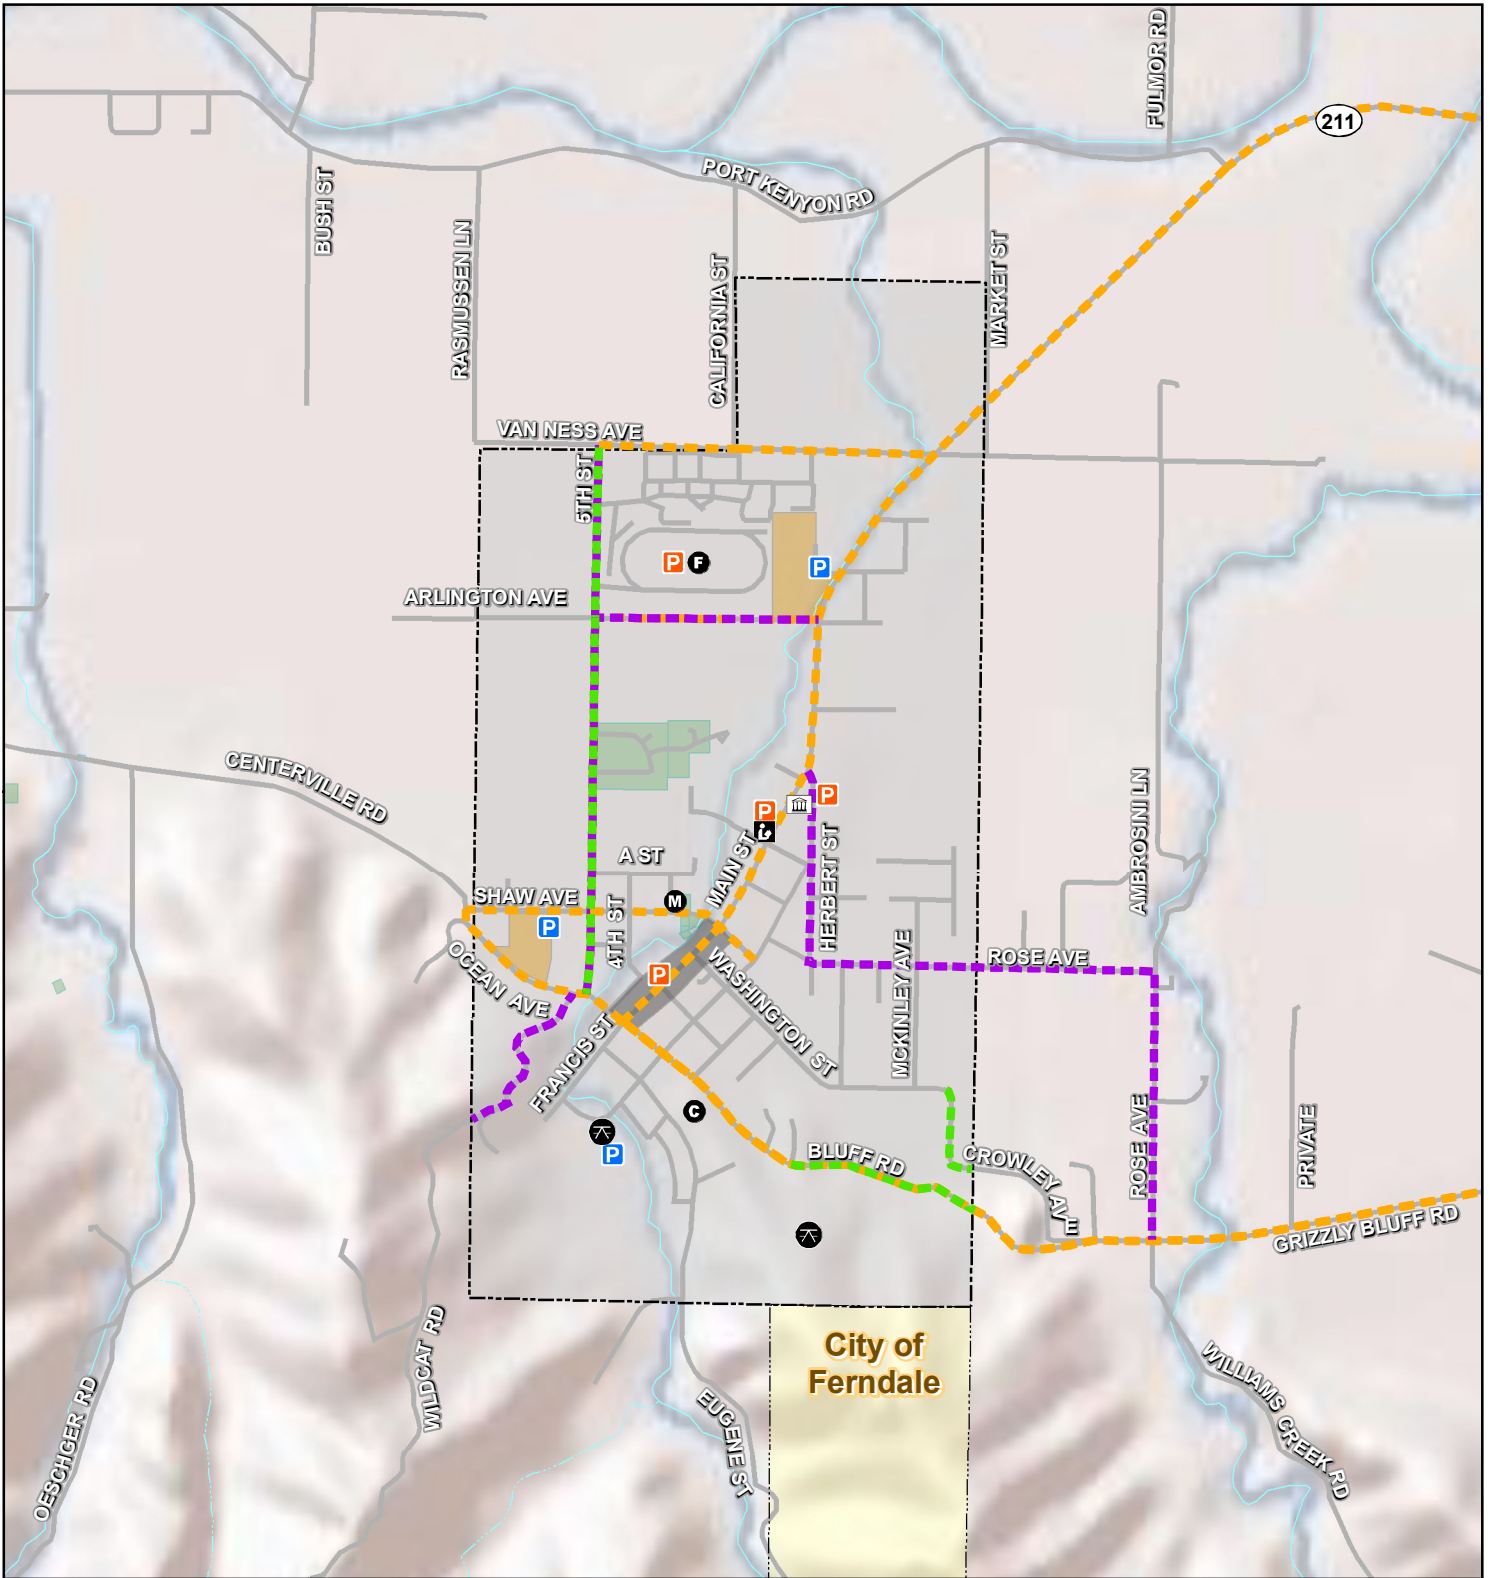 FULMOR RD
211
PORT KENYON RD
BUSH ST
RASMUSSEN LN
CALIFORNIA ST
MARKET ST
VAN NESS AVE
5TH ST
P F
P
ARLINGTON AVE
CENTERVILLE RD
P
P
MAIN ST
HERBERT ST
AMBROSINI LN
A ST
SHAW AVE
M
P
4TH ST
OCEAN AVE
P
WASHINGTON ST
MCKINLEY AVE
ROSE AVE
FRANCIS ST
C
P
BLUFF RD
CROWLEY AVE
ROSE AVE
PRIVATE
GRIZZLY BLUFF RD
WILDCAT RD
City of
Ferndale
OESCHGER RD
EUGENE ST
WILLIAMS CREEK RD